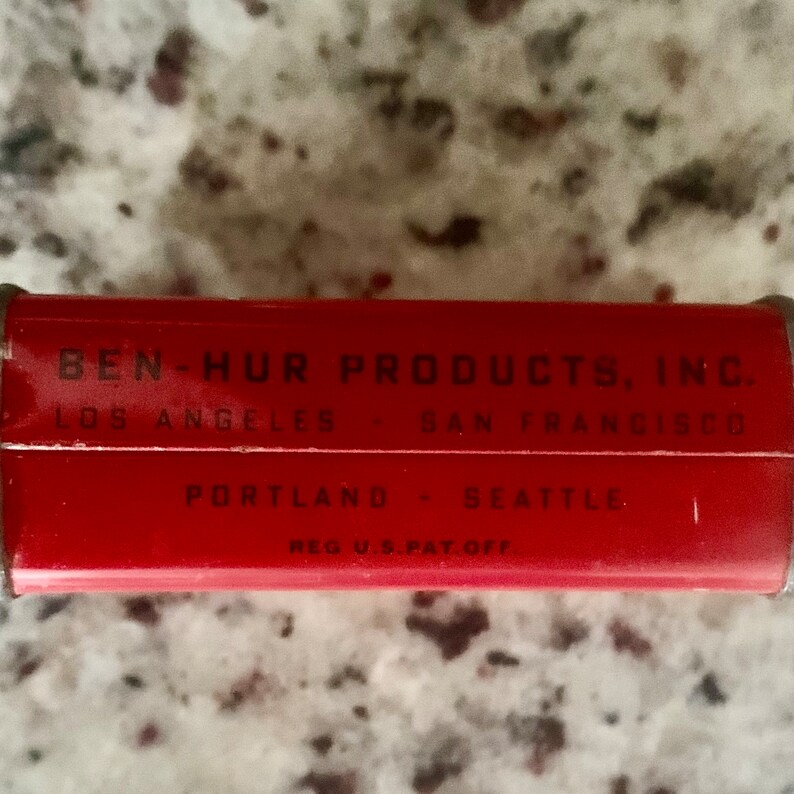 BEN-HUR PRODUCTS, INC.
LOS ANGELES - SAN FRANCISCO
PORTLAND - SEATTLE
REG U.S.PAT.OFF.